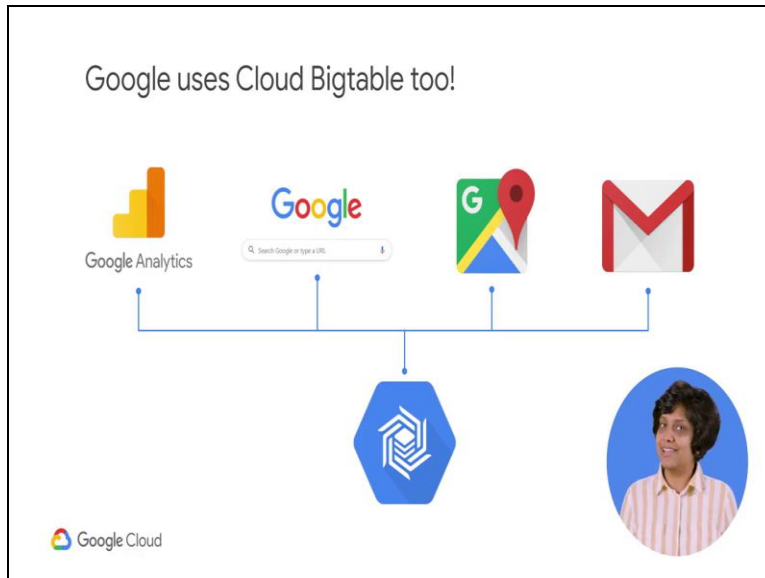 Google uses Cloud Bigtable too!
Google
G
Search Google or type a URL
Google Analytics
Google Cloud